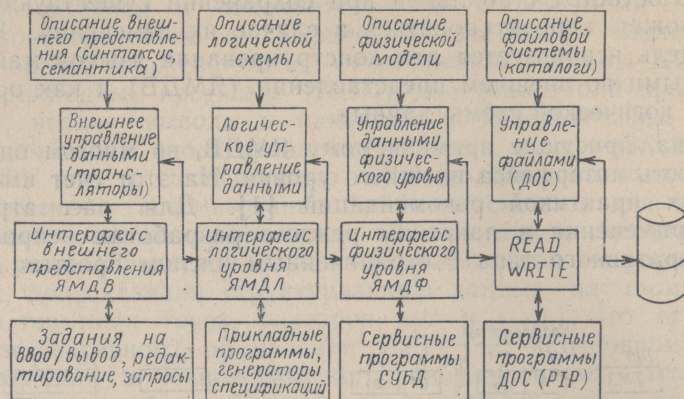 Описание внеш-
него представле-
ния (синтаксис,
семантика)
Описание
логической
схемы
Описание
физической
модели
Описание
файловой
системы
(каталоги)
Внешнее
управление
данными
(транс-
ляторы)
Логичес-
кое уп-
равление
данными
Управление
данными
физического
уровня
Управле-
ние
файлами
(ДОС)
Интерфейс
внешнего
представления
ЯМДВ
Интерфейс
логического
уровня
ЯМДЛ
Интерфейс
физического
уровня
ЯМДФ
READ
WRITE
Задания на
ввод/вывод, редак-
тирование, запросы
Прикладные
программы,
генераторы
спецификаций
Сервисные
программы
СУБД
Сервисные
программы
ДОС (PIP)